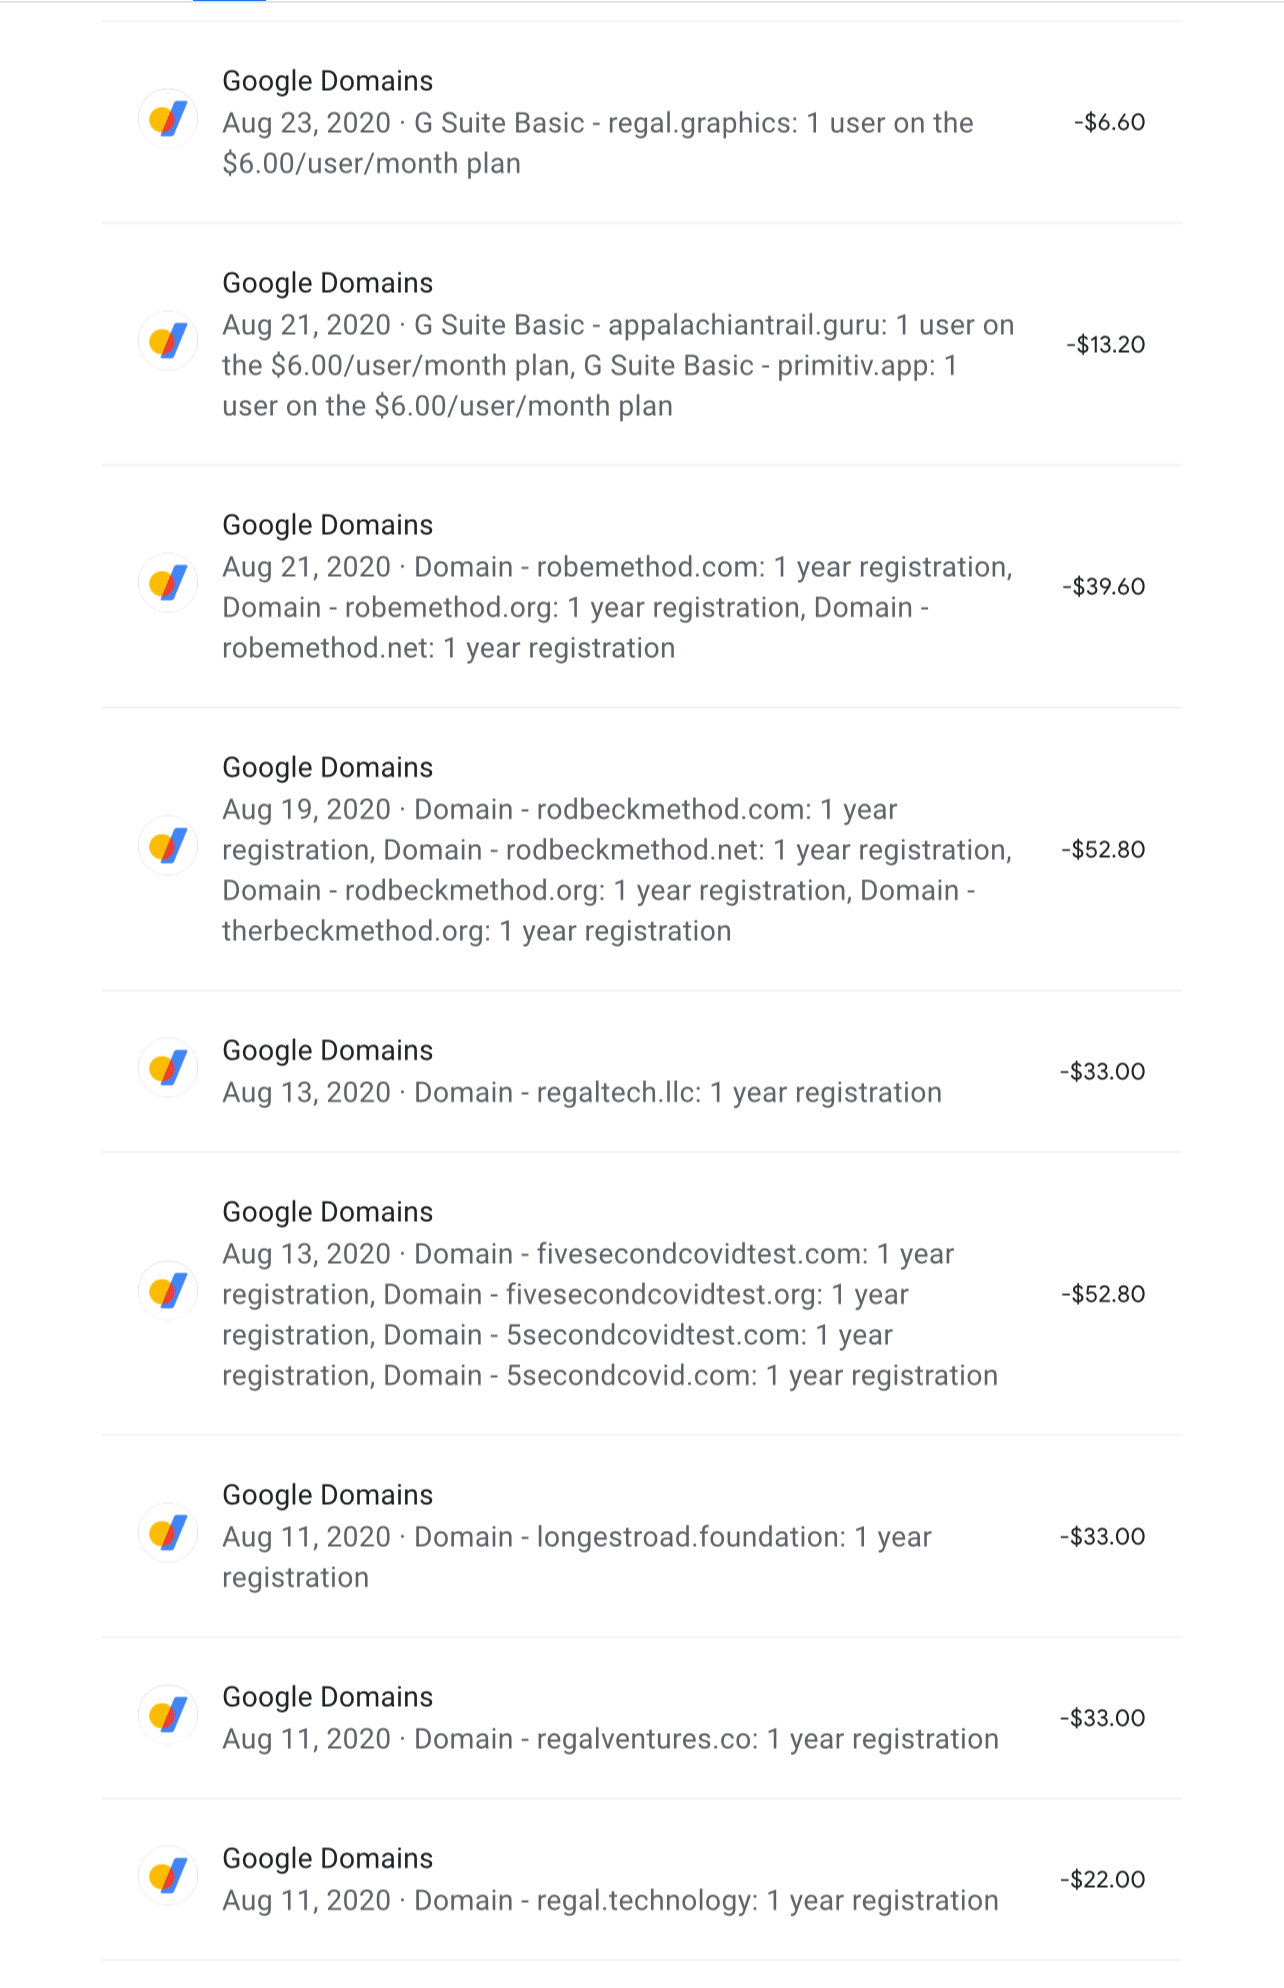 Google Domains
Aug 23, 2020 · G Suite Basic - regal.graphics: 1 user on the
$6.00/user/month plan
-$6.60
Google Domains
Aug 21, 2020 · G Suite Basic - appalachiantrail.guru: 1 user on
the $6.00/user/month plan, G Suite Basic - primitiv.app: 1
user on the $6.00/user/month plan
-$13.20
Google Domains
Aug 21, 2020 · Domain - robemethod.com: 1 year registration,
Domain - robemethod.org: 1 year registration, Domain -
robemethod.net: 1 year registration
-$39.60
Google Domains
Aug 19, 2020 · Domain - rodbeckmethod.com: 1 year
registration, Domain - rodbeckmethod.net: 1 year registration,
Domain - rodbeckmethod.org: 1 year registration, Domain -
therbeckmethod.org: 1 year registration
-$52.80
Google Domains
Aug 13, 2020 · Domain - regaltech.llc: 1 year registration
-$33.00
Google Domains
Aug 13, 2020 · Domain - fivesecondcovidtest.com: 1 year
registration, Domain - fivesecondcovidtest.org: 1 year
registration, Domain - 5secondcovidtest.com: 1 year
registration, Domain - 5secondcovid.com: 1 year registration
-$52.80
Google Domains
Aug 11, 2020 · Domain - longestroad.foundation: 1 year
registration
-$33.00
Google Domains
Aug 11, 2020 · Domain - regalventures.co: 1 year registration
-$33.00
Google Domains
Aug 11, 2020 · Domain - regal.technology: 1 year registration
-$22.00